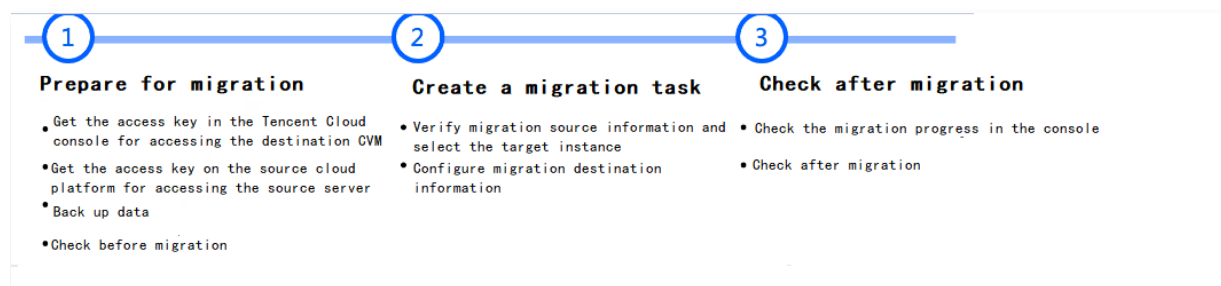 1
Prepare for migration
• Get the access key in the Tencent Cloud
console for accessing the destination CVM
• Get the access key on the source cloud
platform for accessing the source server
• Back up data
• Check before migration
2
Create a migration task
• Verify migration source information and
select the target instance
• Configure migration destination
information
3
Check after migration
• Check the migration progress in the console
• Check after migration